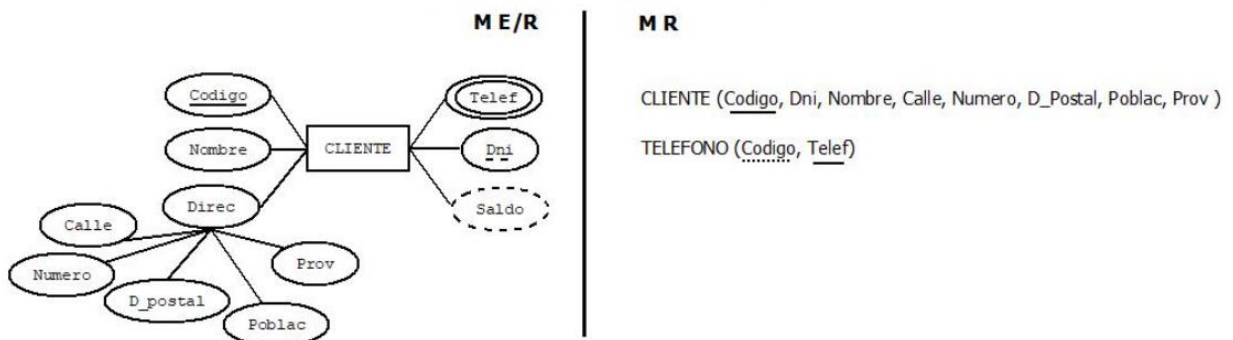 M E/R
M R
Codigo
Telef
CLIENTE (Codigo, Dni, Nombre, Calle, Numero, D_Postal, Poblac, Prov )
Nombre
CLIENTE
Dni
TELEFONO (Codigo, Telef)
Direc
Saldo
Calle
Numero
Prov
D_postal
Poblac